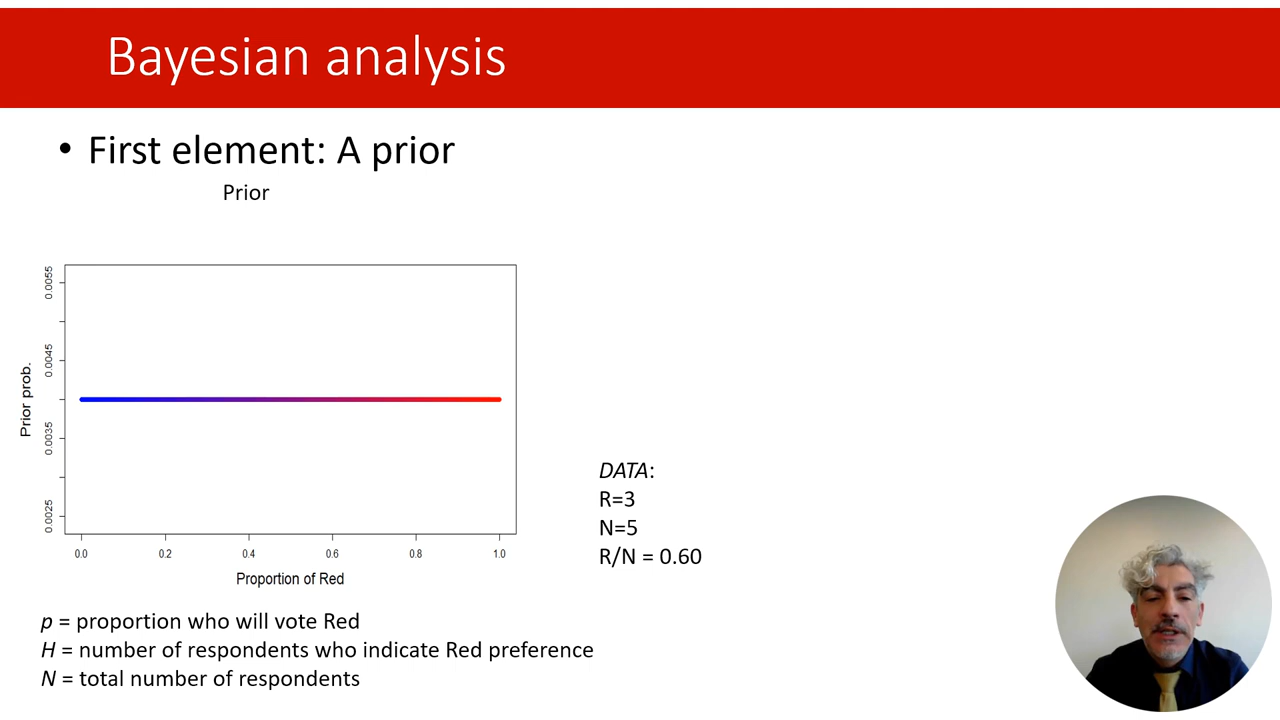 Bayesian analysis
• First element: A prior
Prior
0.0055
0.0045
0.0035
0.0025
Prior prob.
0.0 0.2 0.4 0.6 0.8 1.0
Proportion of Red
DATA:
R=3
N=5
R/N = 0.60
p = proportion who will vote Red
H = number of respondents who indicate Red preference
N = total number of respondents